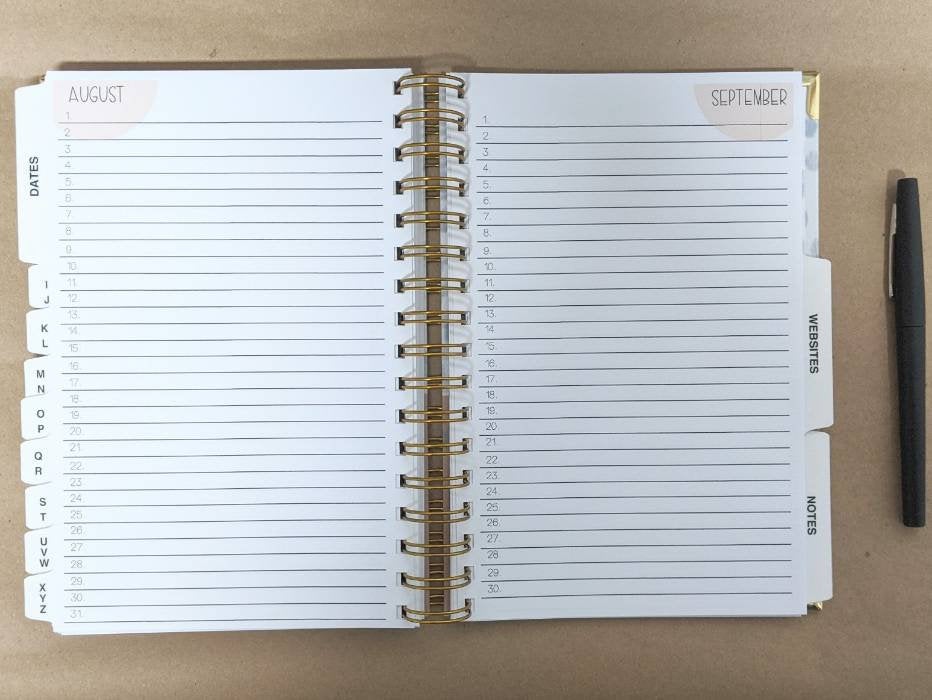 AUGUST
1.
2.
3.
4.
5.
6.
7.
8.
9.
10.
11.
12.
13.
14.
15.
16.
17.
18.
19.
20.
21.
22.
23.
24.
25.
26.
27.
28.
29.
30.
31.
DATES
I
J
K
L
M
N
O
P
Q
R
S
T
U
V
W
X
Y
Z
SEPTEMBER
1.
2.
3.
4.
5.
6.
7.
8.
9.
10.
11.
12.
13.
14.
15.
16.
17.
18.
19.
20.
21.
22.
23.
24.
25.
26.
27.
28.
29.
30.
WEBSITES
NOTES